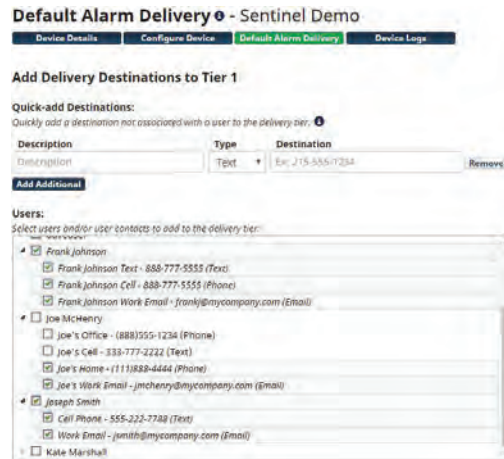 Default Alarm Delivery - Sentinel Demo
Device Details Configure Device Default Alarm Delivery Device Logs
Add Delivery Destinations to Tier 1
Quick-add Destinations:
Quickly add a destination not associated with a user to the delivery tier.
Description Type Destination
Description Text Ex: 215-555-1234 Remove
Add Additional
Users:
Select users and/or user contacts to add to the delivery tier.
Frank Johnson
Frank Johnson Text - 888-777-5555 (Text)
Frank Johnson Cell - 888-777-5555 (Phone)
Frank Johnson Work Email - frankj@mycompany.com (Email)
Joe McHenry
Joe's Office - (888)555-1234 (Phone)
Joe's Cell - 333-777-2222 (Text)
Joe's Home - (111)888-4444 (Phone)
Joe's Work Email - jmchenry@mycompany.com (Email)
Joseph Smith
Cell Phone - 555-222-7788 (Text)
Work Email - jsmith@mycompany.com (Email)
Kate Marshall